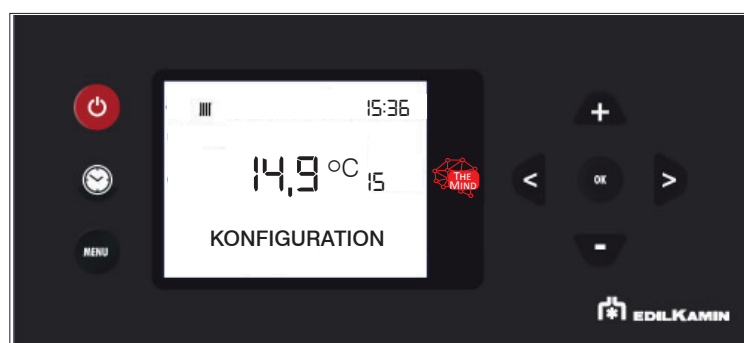 15:36
14,9 °C 15
THE
MIND
KONFIGURATION
MENU
OK
EDILKAMIN